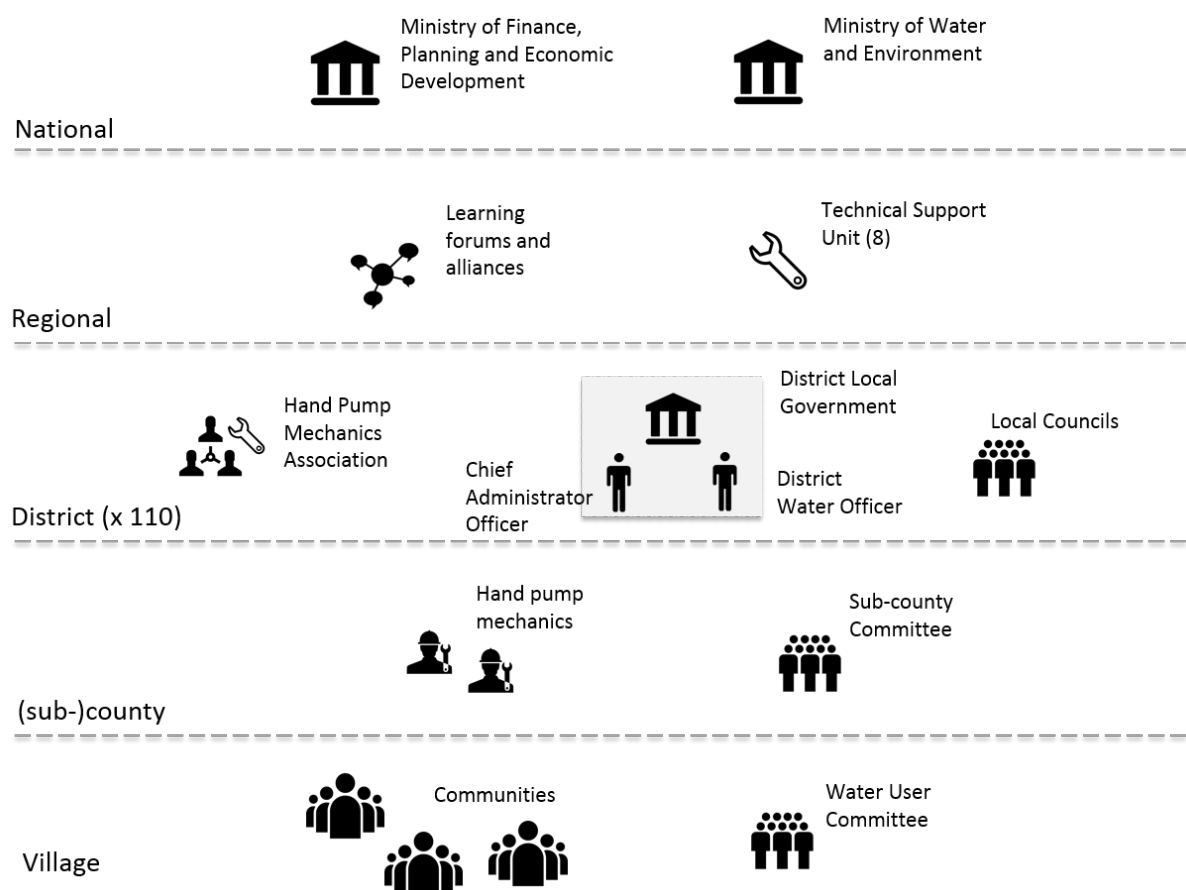 Ministry of Finance,
Planning and Economic
Development
Ministry of Water
and Environment
National
Learning
forums and
alliances
Technical Support
Unit (8)
Regional
Hand Pump
Mechanics
Association
Chief
Administrator
Officer
District Local
Government
District
Water Officer
Local Councils
District (x 110)
Hand pump
mechanics
Sub-county
Committee
(sub-)county
Communities
Water User
Committee
Village